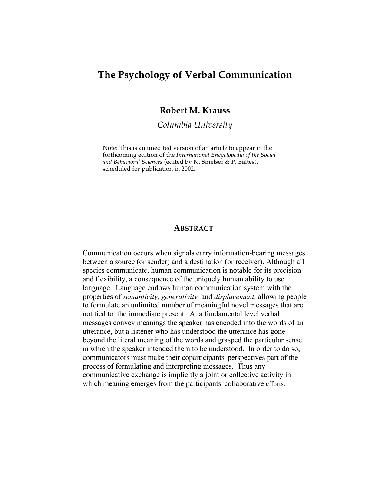 The Psychology of Verbal Communication
Robert M. Krauss
Columbia University
Note: This is an unedited version of an article to appear in the
forthcoming edition of the International Encyclopedia of the Social
and Behavioral Sciences (edited by N. Smelser & P. Baltes).
scheduled for publication in 2002.
ABSTRACT
Communication occurs when signals carry information-bearing messages
between a source (or sender) and a destination (or receiver). Although all
species communicate, human communication is notable for its precision
and flexibility, a consequence of the uniquely human ability to use
language. Language endows human communication system with the
properties of semanticity, generativity, and displacement, allowing people
to formulate an unlimited number of meaningful novel messages that are
not tied to the immediate present. At a fundamental level verbal
messages convey meanings the speaker has encoded into the words of an
utterance, but a listener who has understood the utterance has gone
beyond the literal meaning of the words and grasped the particular sense
in which the speaker intended them to be understood. In order to do so,
communicators must make their coparticipants' perspectives part of the
process of formulating and interpreting messages. Thus any
communicative exchange is implicitly a joint or collective activity in
which meaning emerges from the participants' collaborative efforts.